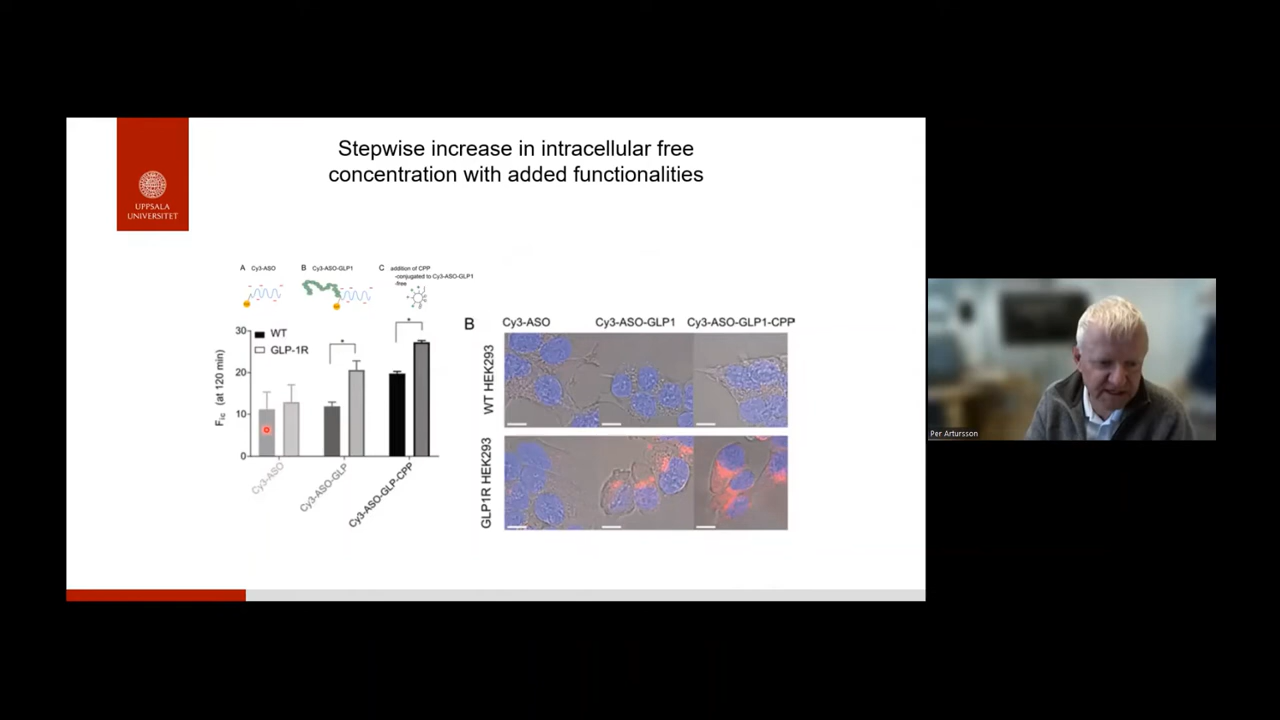 Stepwise increase in intracellular free
concentration with added functionalities
UPPSALA
UNIVERSITET
A Cy3-ASO
B Cy3-ASO-GLP1
C addition of CPP
-conjugated to Cy3-ASO-GLP1
-free
WT
GLP-1R
*
*
30
20
10
0
Fic (at 120 min)
Cy3-ASO
Cy3-ASO-GLP
Cy3-ASO-GLP-CPP
B
Cy3-ASO Cy3-ASO-GLP1 Cy3-ASO-GLP1-CPP*
WT HEK293
GLP1R HEK293
Per Artursson